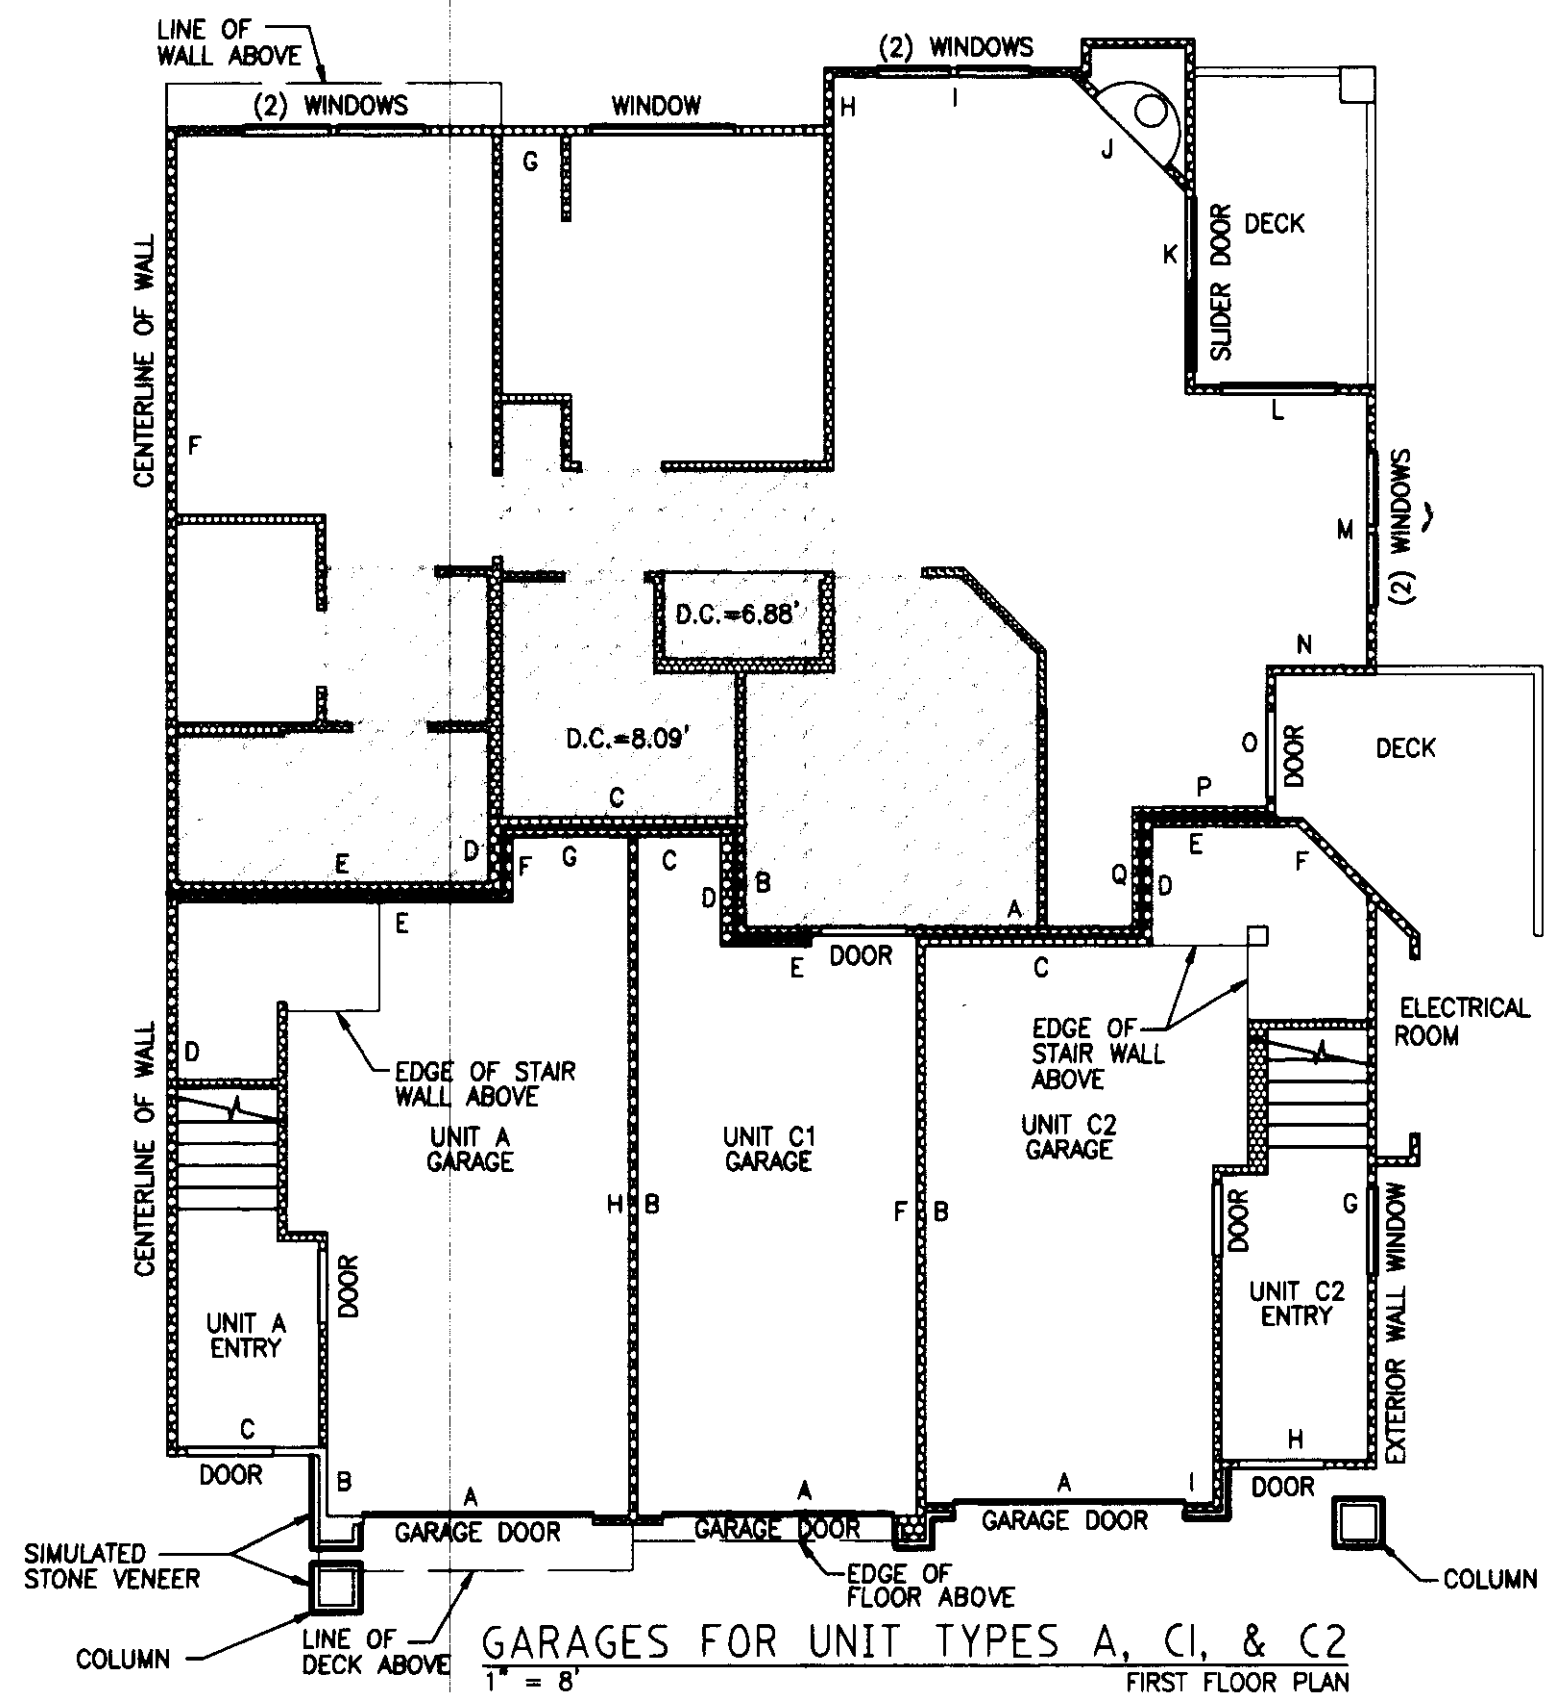 LINE OF
WALL ABOVE
(2) WINDOWS
(2) WINDOWS
WINDOW
H
I
G
J
DECK
K
SLIDER DOOR
CENTERLINE OF WALL
F
L
M
(2) WINDOWS
D.C.=6.88'
N
D.C.=8.09'
O
DOOR
DECK
P
C
E
D
F
G
C
D
B
Q
D
E
F
A
E
E
DOOR
C
ELECTRICAL
ROOM
D
EDGE OF
STAIR WALL
ABOVE
EDGE OF STAIR
WALL ABOVE
CENTERLINE OF WALL
UNIT A
GARAGE
UNIT C1
GARAGE
UNIT C2
GARAGE
H
B
F
B
DOOR
G
EXTERIOR WALL WINDOW
DOOR
UNIT A
ENTRY
UNIT C2
ENTRY
C
DOOR
H
DOOR
B
A
GARAGE DOOR
A
GARAGE DOOR
A
GARAGE DOOR
I
SIMULATED
STONE VENEER
EDGE OF
FLOOR ABOVE
COLUMN
COLUMN
LINE OF
DECK ABOVE
GARAGES FOR UNIT TYPES A, C1, & C2
1" = 8'
FIRST FLOOR PLAN